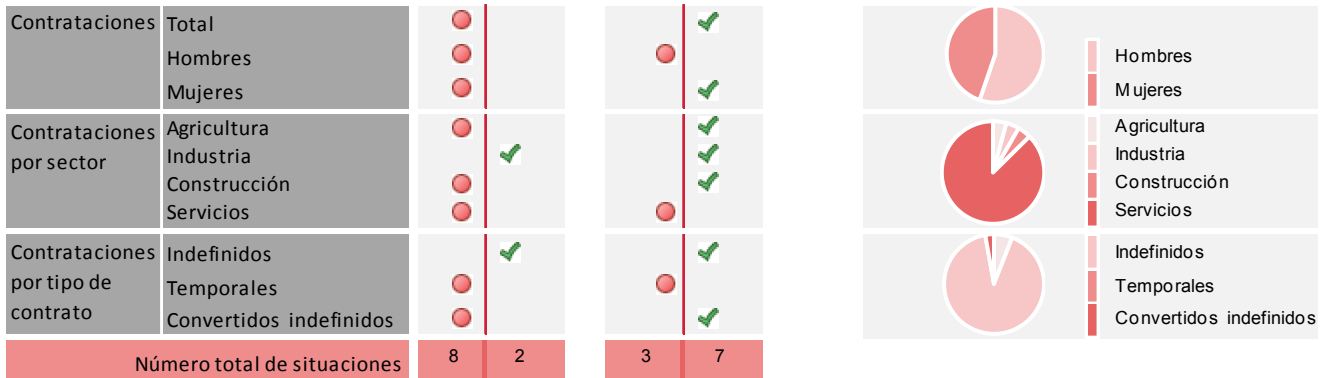 Contrataciones
Total
Hombres
Mujeres
Hombres
Mujeres
Contrataciones
por sector
Agricultura
Industria
Construcción
Servicios
Agricultura
Industria
Construcción
Servicios
Contrataciones
por tipo de
contrato
Indefinidos
Temporales
Convertidos indefinidos
Indefinidos
Temporales
Convertidos indefinidos
Número total de situaciones 8 2 3 7